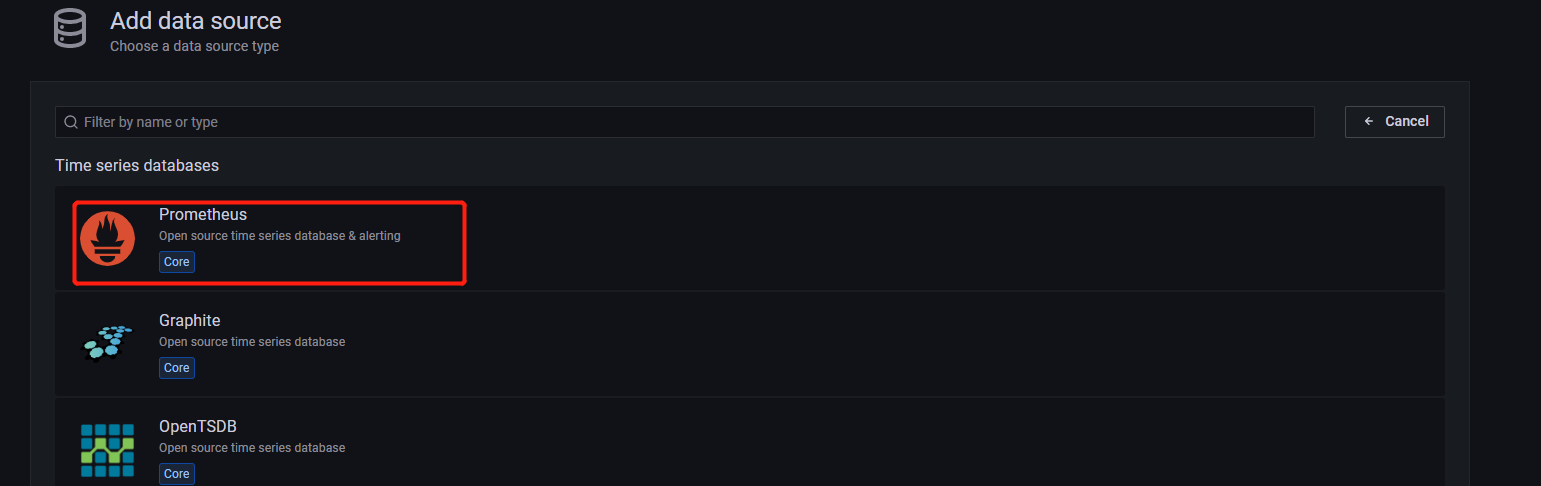 Add data source
Choose a data source type
Filter by name or type
Cancel
Time series databases
Prometheus
Open source time series database & alerting
Core
Graphite
Open source time series database
Core
OpenTSDB
Open source time series database
Core